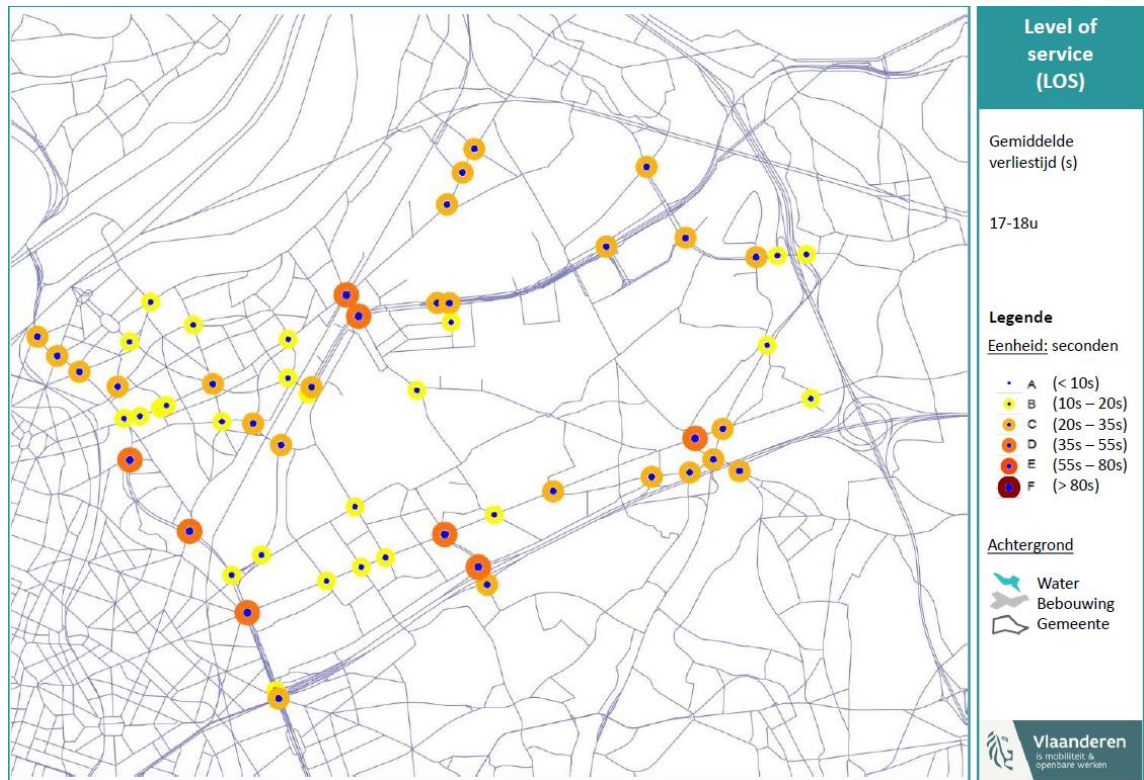 Level of
service
(LOS)
Gemiddelde
verliestijd (s)
17-18u
Legende
Eenheid: seconden
A (< 10s)
B (10s – 20s)
C (20s – 35s)
D (35s – 55s)
E (55s – 80s)
F (> 80s)
Achtergrond
Water
Bebouwing
Gemeente
Vlaanderen
is mobiliteit &
openbare werken